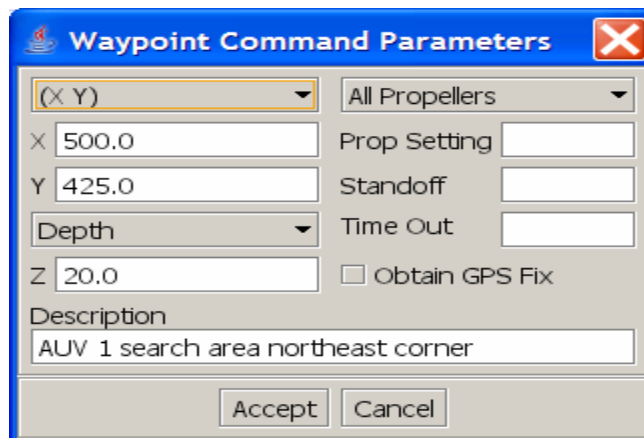 Waypoint Command Parameters
(X Y) All Propellers
X 500.0 Prop Setting
Y 425.0 Standoff
Depth Time Out
Z 20.0 Obtain GPS Fix
Description
AUV 1 search area northeast corner
Accept Cancel